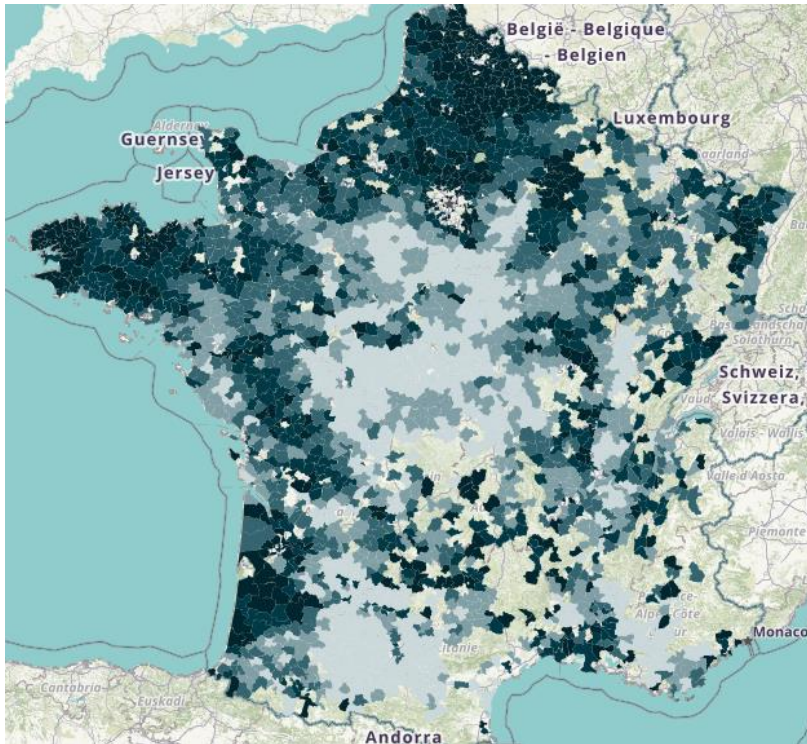 België - Belgique
- Belgien
Luxembourg
Alderney
Guernsey
Jersey
Saarland
Solothurn
Schweiz,
Svizzera,
Vaud
Valais - Wallis
Valle d'Aosta
Piemonte
Monaco
Cantabria
Euskadi
Andorra